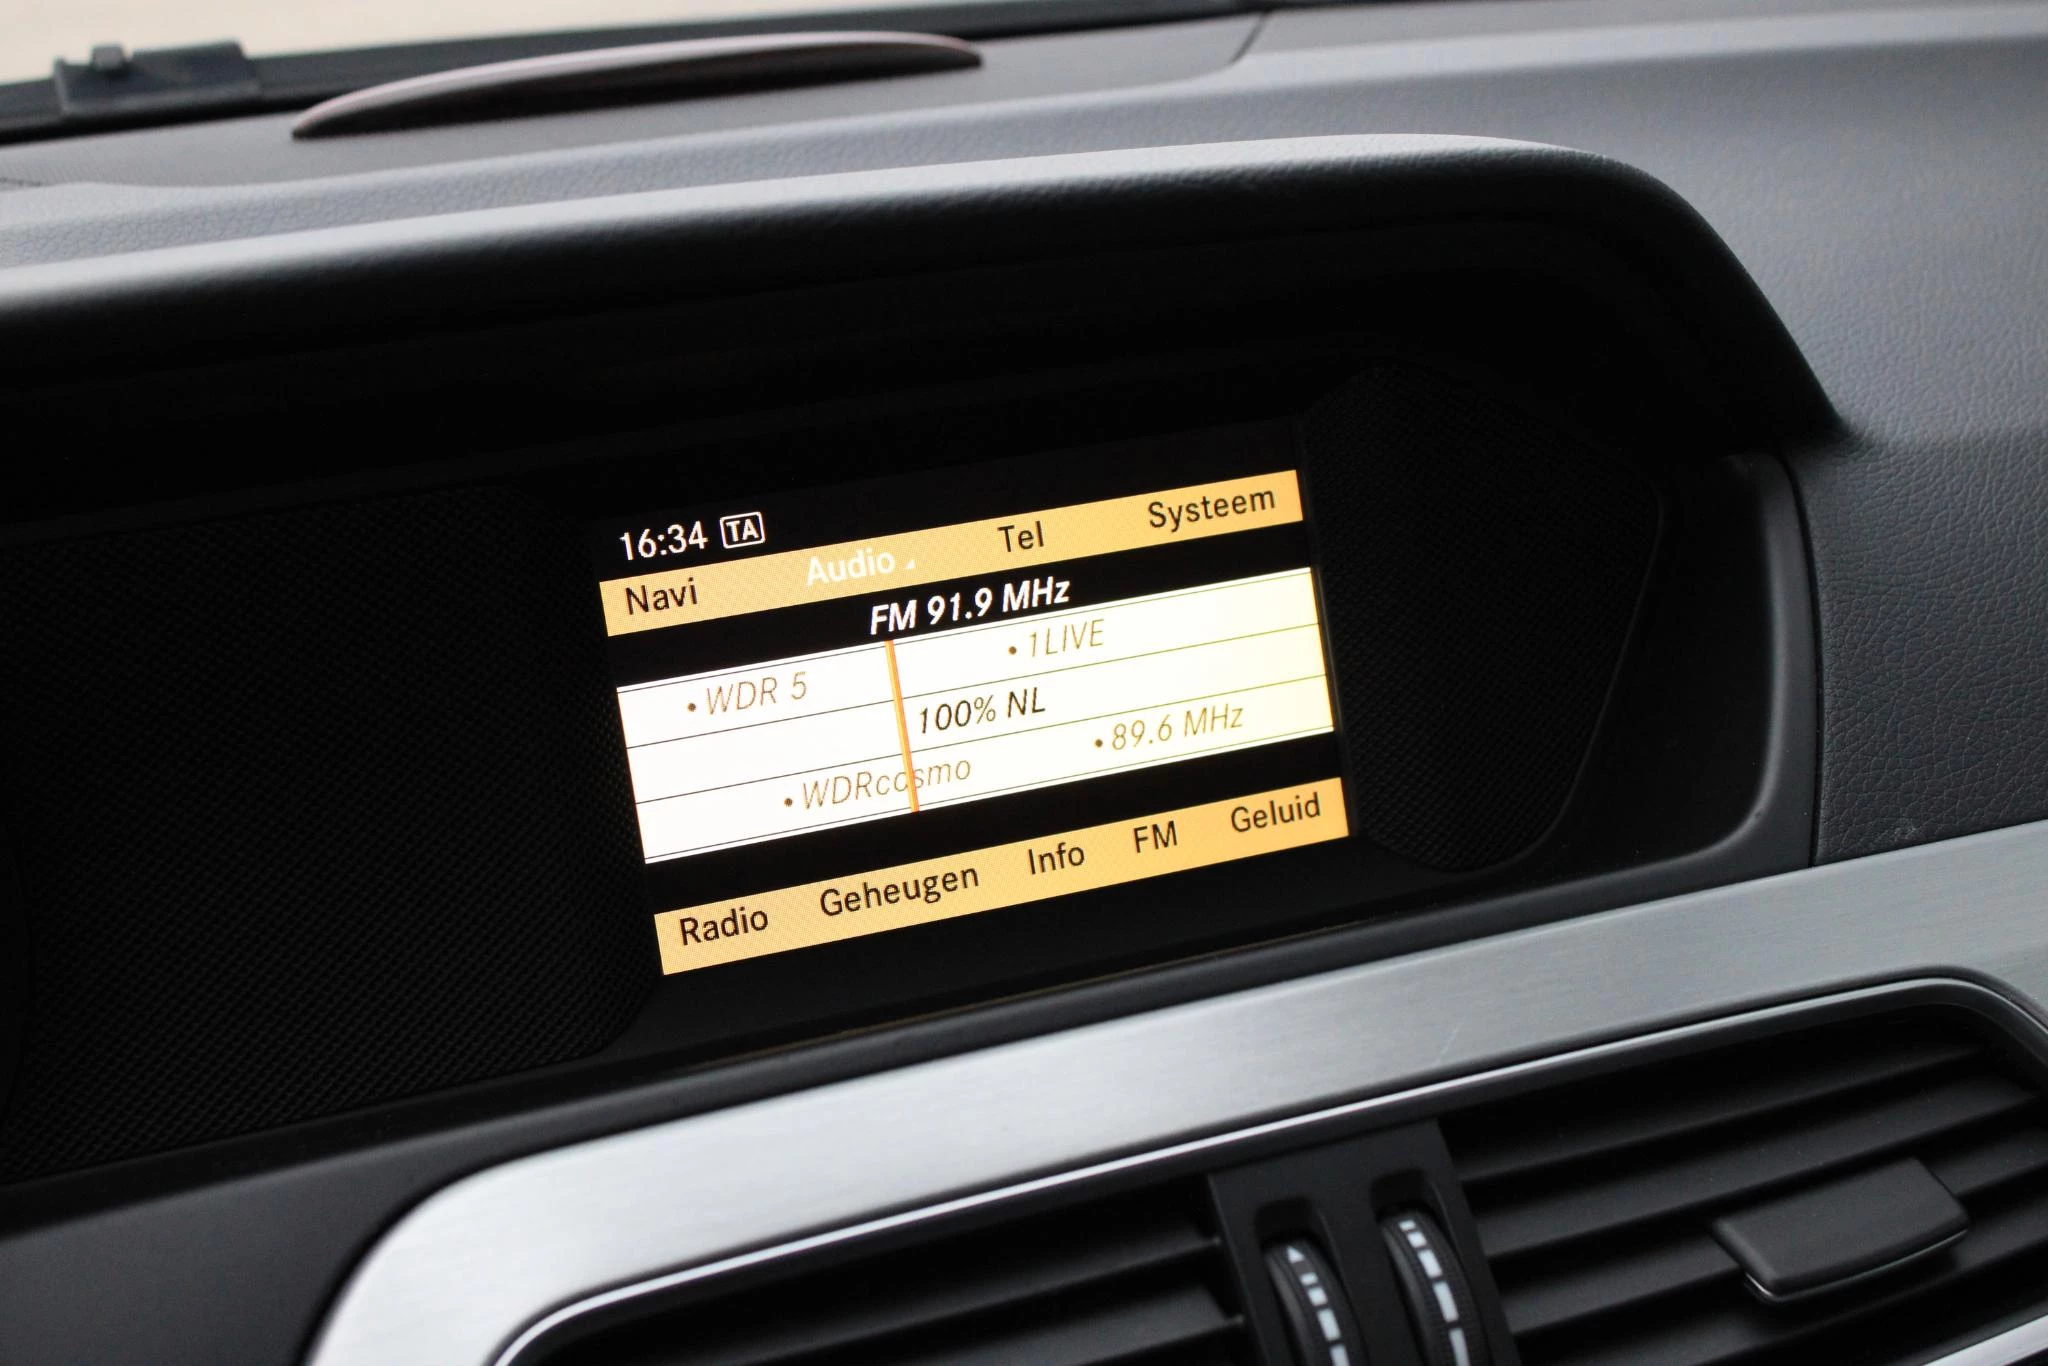 16:34 TA
Navi Audio Tel Systeem
FM 91.9 MHz
• 1LIVE
• WDR 5
100% NL
• 89.6 MHz
• WDRcosmo
Radio Geheugen Info FM Geluid